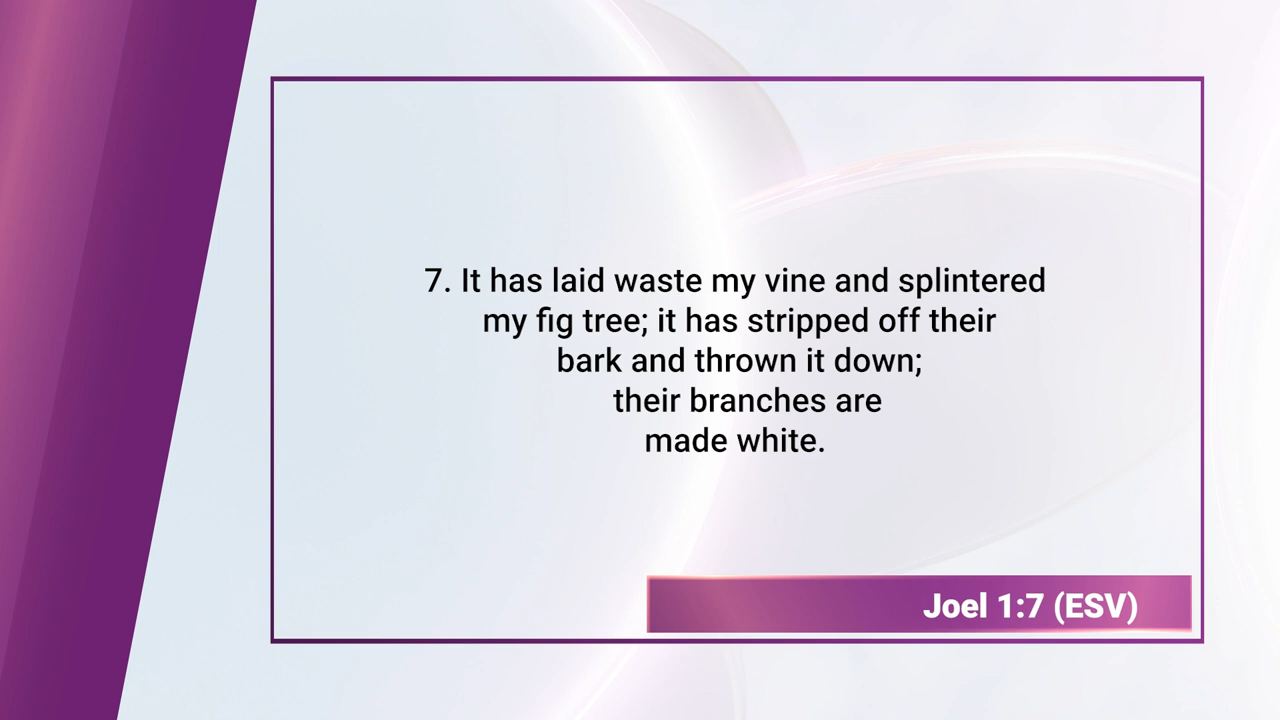 7. It has laid waste my vine and splintered
my fig tree; it has stripped off their
bark and thrown it down;
their branches are
made white.
Joel 1:7 (ESV)